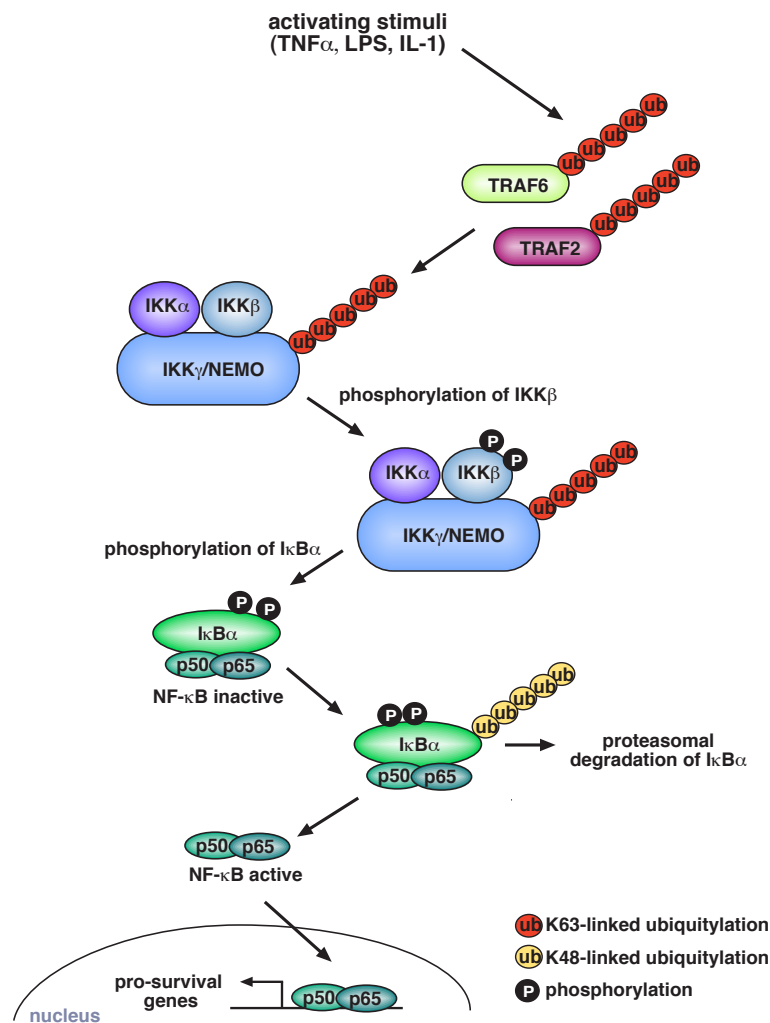 activating stimuli
(TNFα, LPS, IL-1)
ub ub ub ub ub
TRAF6
ub ub ub ub ub
TRAF2
IKKα IKKβ
ub ub ub ub ub
IKKγ/NEMO
phosphorylation of IKKβ
P
P
IKKα IKKβ
ub ub ub ub ub
IKKγ/NEMO
phosphorylation of IκBα
P P
IκBα
p50 p65
NF-κB inactive
ub ub ub ub ub
P P
IκBα
p50 p65
proteasomal
degradation of IκBα
p50 p65
NF-κB active
ub K63-linked ubiquitylation
ub K48-linked ubiquitylation
P phosphorylation
pro-survival
genes
p50 p65
nucleus